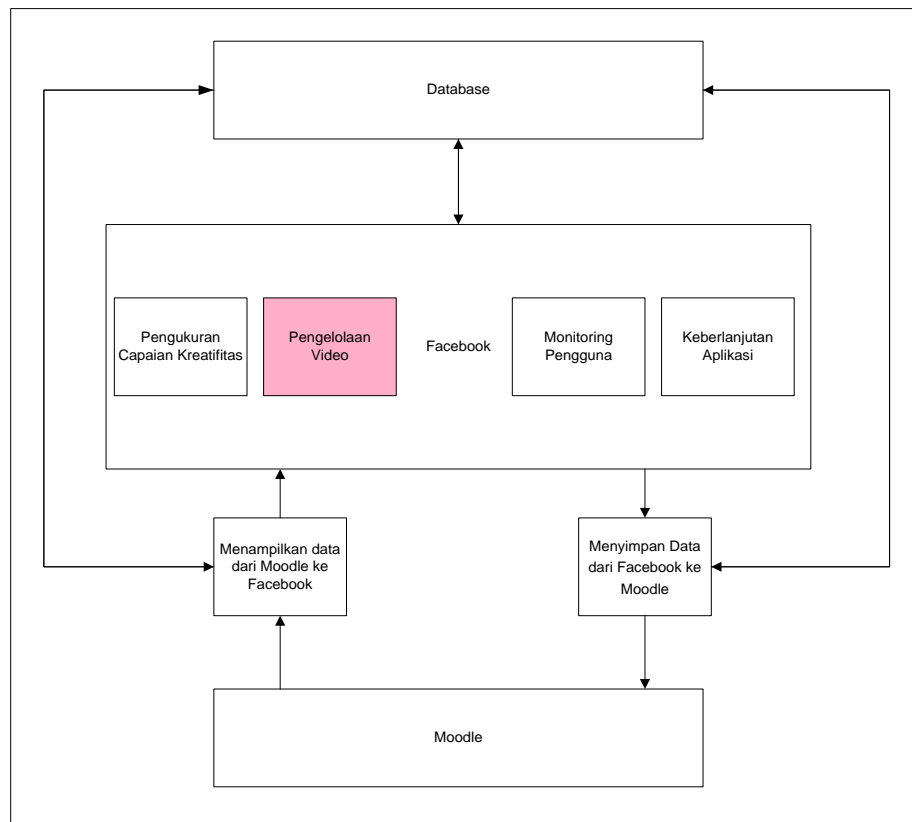 Database
Pengukuran
Capaian Kreatifitas
Pengelolaan
Video
Facebook
Monitoring
Pengguna
Keberlanjutan
Aplikasi
Menampilkan data
dari Moodle ke
Facebook
Menyimpan Data
dari Facebook ke
Moodle
Moodle